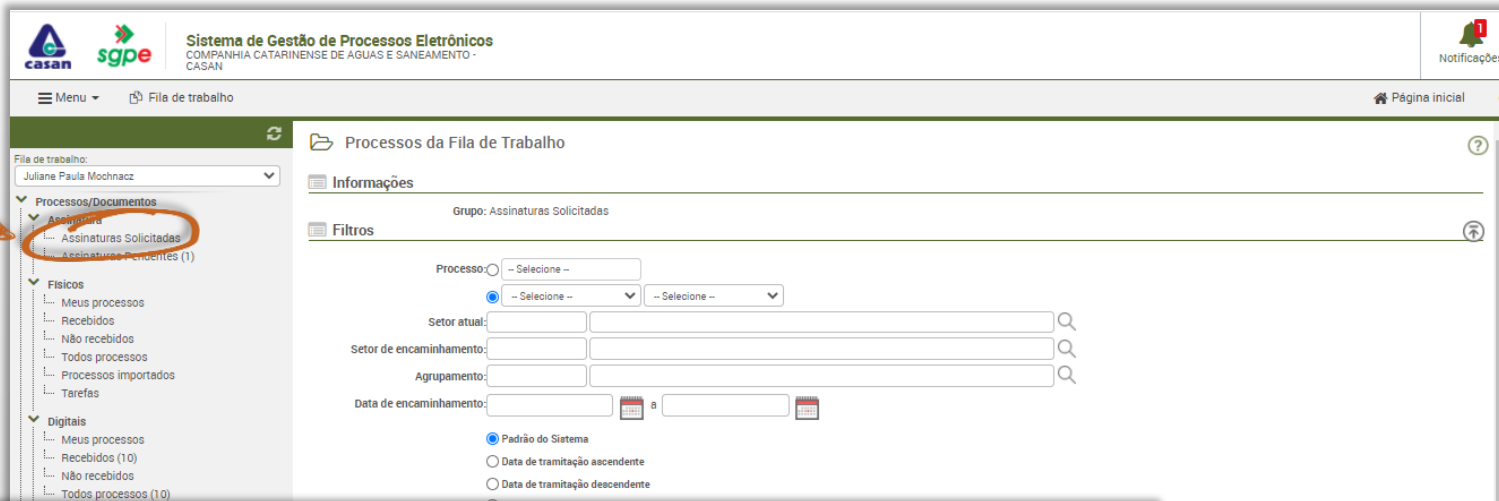 casan
sgpe
Sistema de Gestão de Processos Eletrônicos
COMPANHIA CATARINENSE DE AGUAS E SANEAMENTO -
CASAN
1
Notificações
Menu
Fila de trabalho
Página inicial
Fila de trabalho:
Juliane Paula Mochnacz
Processos/Documentos
Assinatura
Assinaturas Solicitadas
Assinaturas Pendentes (1)
Físicos
Meus processos
Recebidos
Não recebidos
Todos processos
Processos importados
Tarefas
Digitais
Meus processos
Recebidos (10)
Não recebidos
Todos processos (10)
Processos da Fila de Trabalho
?
Informações
Grupo: Assinaturas Solicitadas
Filtros
Processo: -- Selecione --
-- Selecione -- -- Selecione --
Setor atual:
Setor de encaminhamento:
Agrupamento:
Data de encaminhamento: a
Padrão do Sistema
Data de tramitação ascendente
Data de tramitação descendente